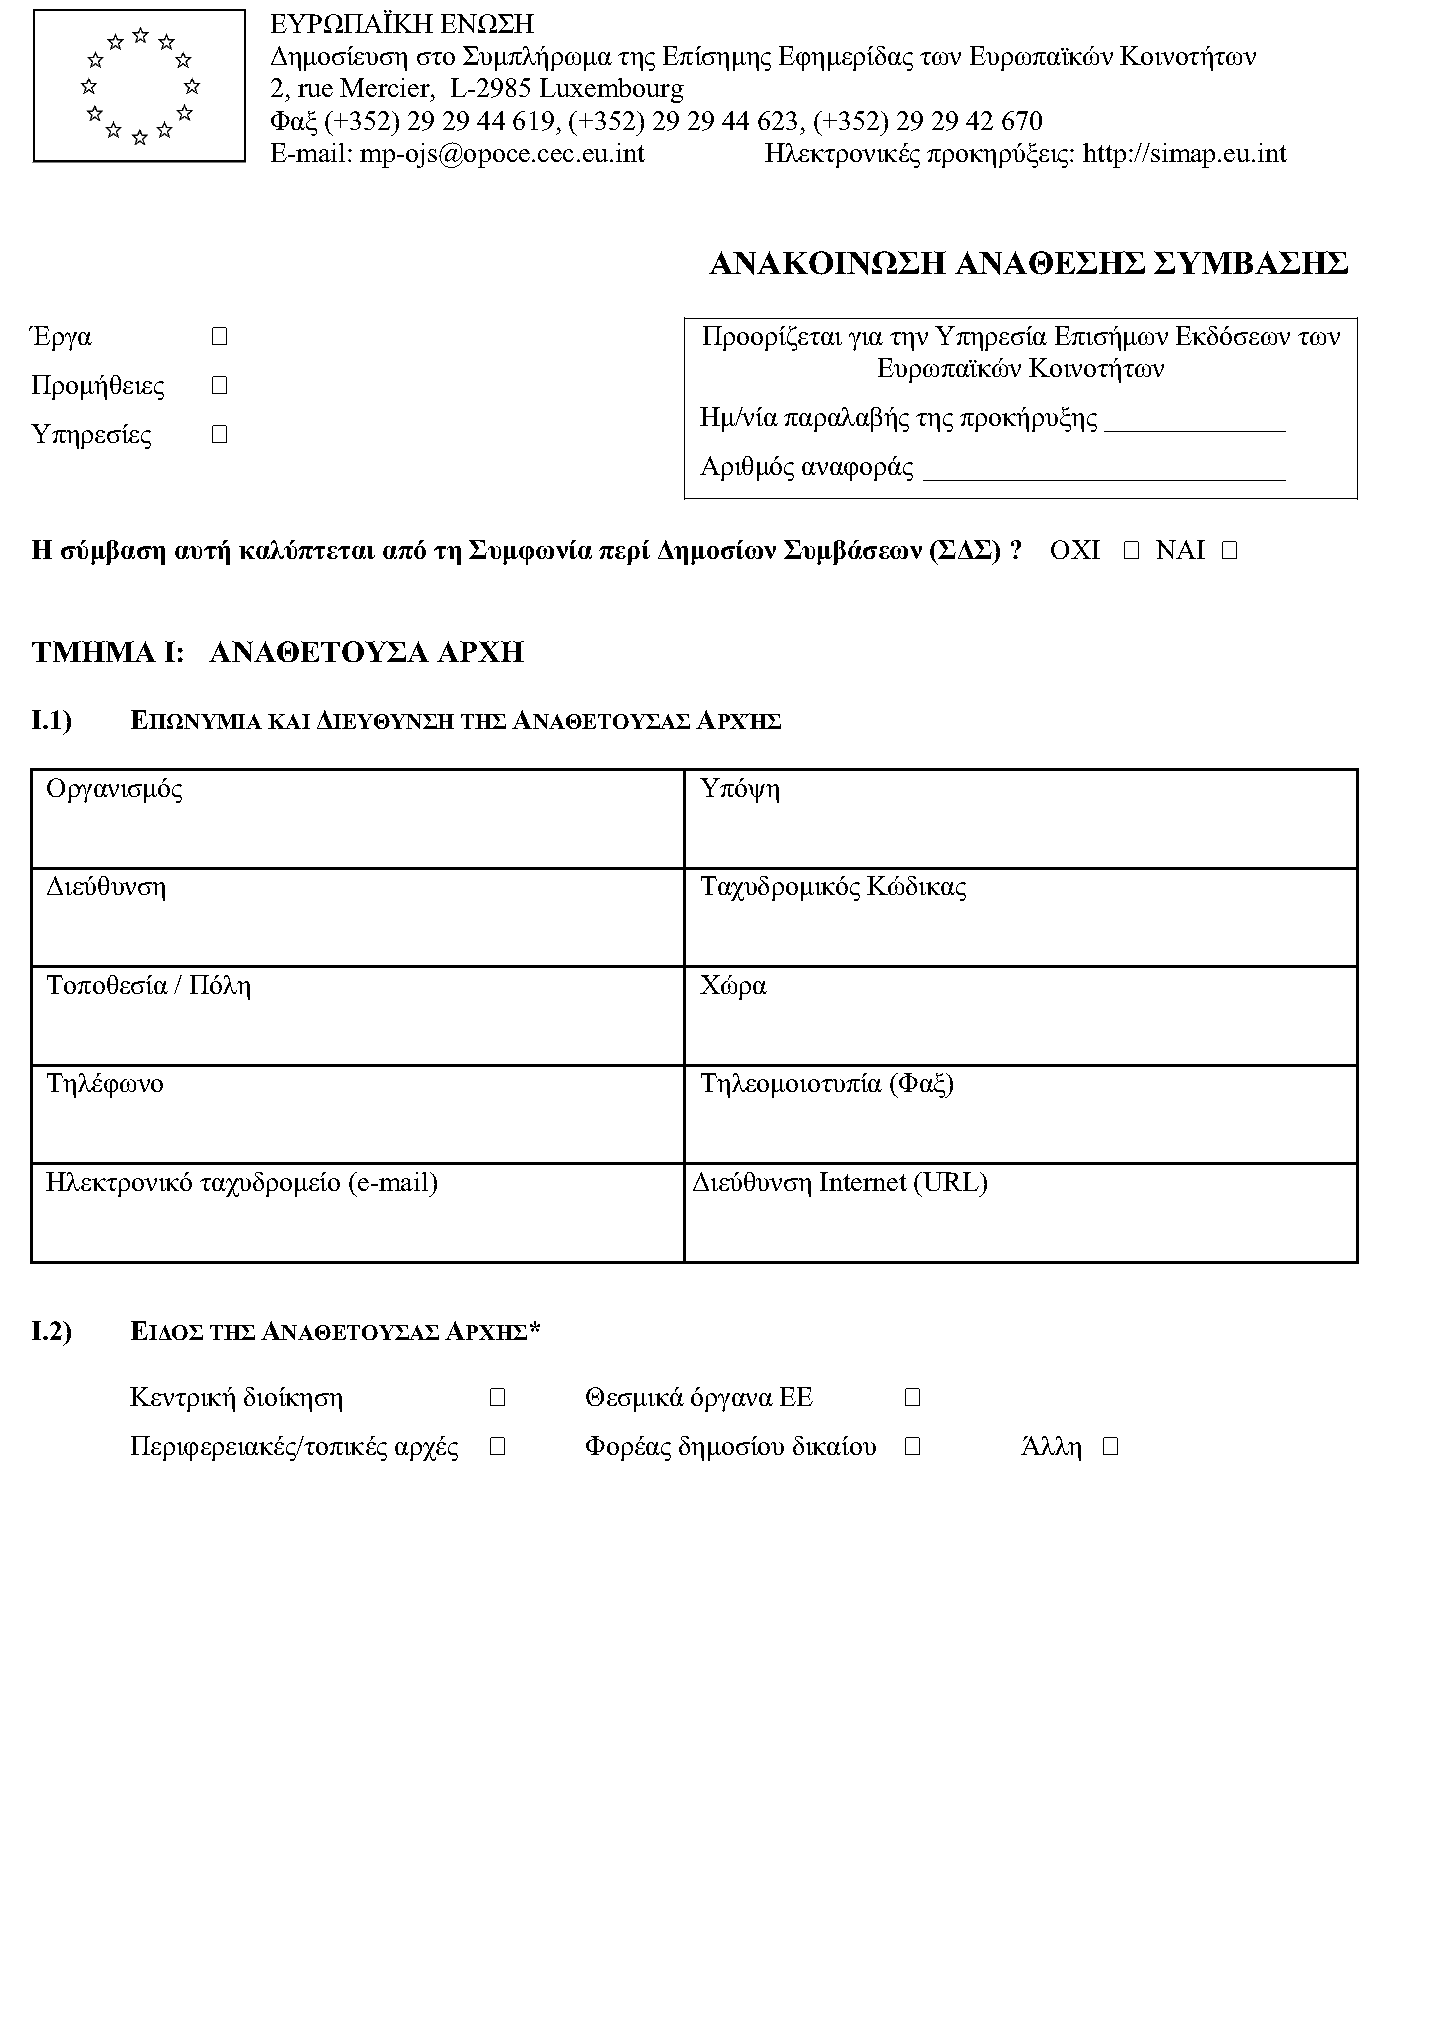 ΕΥΡΩΠΑΪΚΗ ΕΝΩΣΗ
Δημοσίευση στο Συμπλήρωμα της Επίσημης Εφημερίδας των Ευρωπαϊκών Κοινοτήτων
2, rue Mercier, L-2985 Luxembourg
Φαξ (+352) 29 29 44 619, (+352) 29 29 44 623, (+352) 29 29 42 670
E-mail: mp-ojs@opoce.cec.eu.int Ηλεκτρονικές προκηρύξεις: http://simap.eu.int
ΑΝΑΚΟΙΝΩΣΗ ΑΝΑΘΕΣΗΣ ΣΥΜΒΑΣΗΣ
Έργα □
Προμήθειες □
Υπηρεσίες □
Προορίζεται για την Υπηρεσία Επισήμων Εκδόσεων των
Ευρωπαϊκών Κοινοτήτων
Ημ/νία παραλαβής της προκήρυξης _____________
Αριθμός αναφοράς __________________________
Η σύμβαση αυτή καλύπτεται από τη Συμφωνία περί Δημοσίων Συμβάσεων (ΣΔΣ) ? ΟΧΙ □ ΝΑΙ □
ΤΜΗΜΑ Ι: ΑΝΑΘΕΤΟΥΣΑ ΑΡΧΗ
Ι.1) ΕΠΩΝΥΜΙΑ ΚΑΙ ΔΙΕΥΘΥΝΣΗ ΤΗΣ ΑΝΑΘΕΤΟΥΣΑΣ ΑΡΧΉΣ
Οργανισμός Υπόψη
Διεύθυνση Ταχυδρομικός Κώδικας
Τοποθεσία / Πόλη Χώρα
Τηλέφωνο Τηλεομοιοτυπία (Φαξ)
Ηλεκτρονικό ταχυδρομείο (e-mail) Διεύθυνση Internet (URL)
Ι.2) ΕΙΔΟΣ ΤΗΣ ΑΝΑΘΕΤΟΥΣΑΣ ΑΡΧΗΣ*
Κεντρική διοίκηση □ Θεσμικά όργανα ΕΕ □
Περιφερειακές/τοπικές αρχές □ Φορέας δημοσίου δικαίου □ Άλλη □